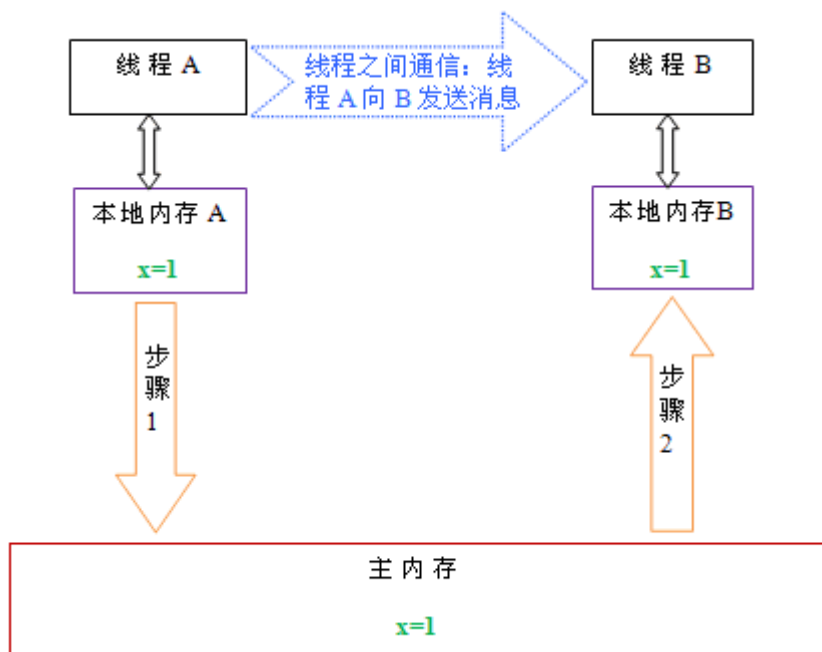 线程 A
线程之间通信：线
程 A 向 B 发送消息
线程 B
本地内存 A
x=1
本地内存B
x=1
步
骤
1
步
骤
2
主内存
x=1